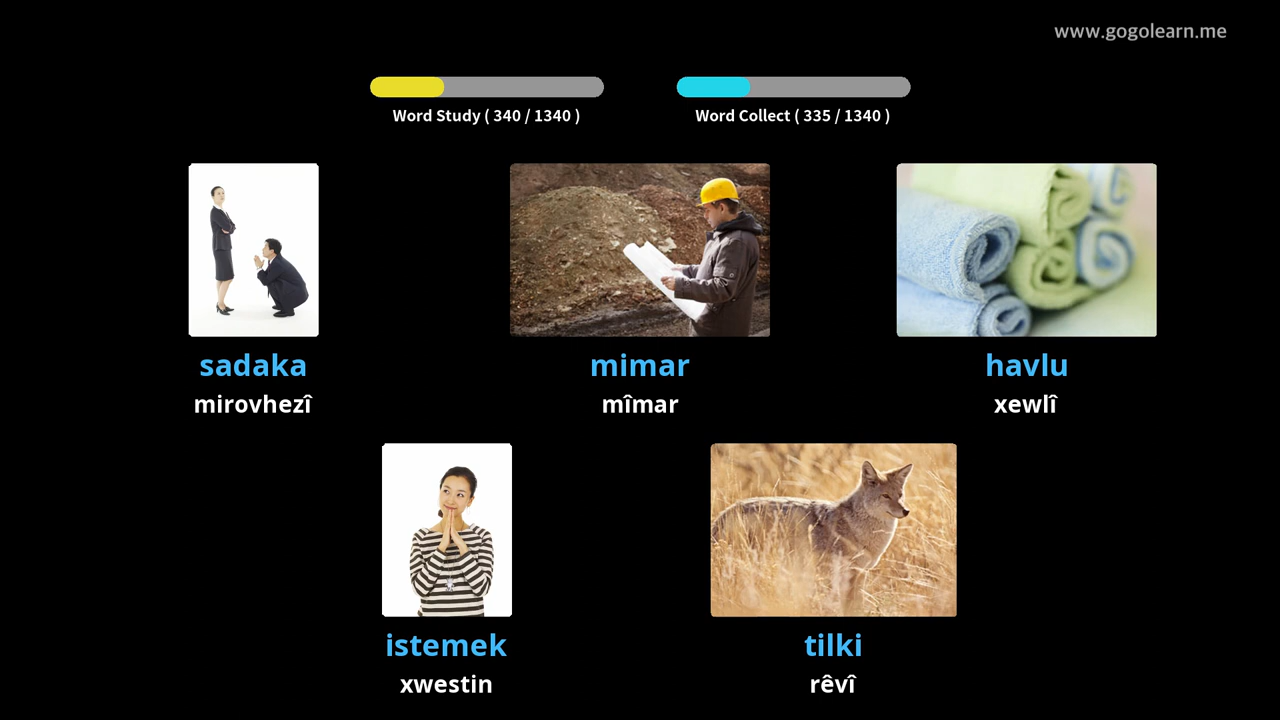 www.gogolearn.me
Word Study ( 340 / 1340 )
Word Collect ( 335 / 1340 )
sadaka
mirovhezî
mimar
mîmar
havlu
xewlî
istemek
xwestin
tilki
rêvî